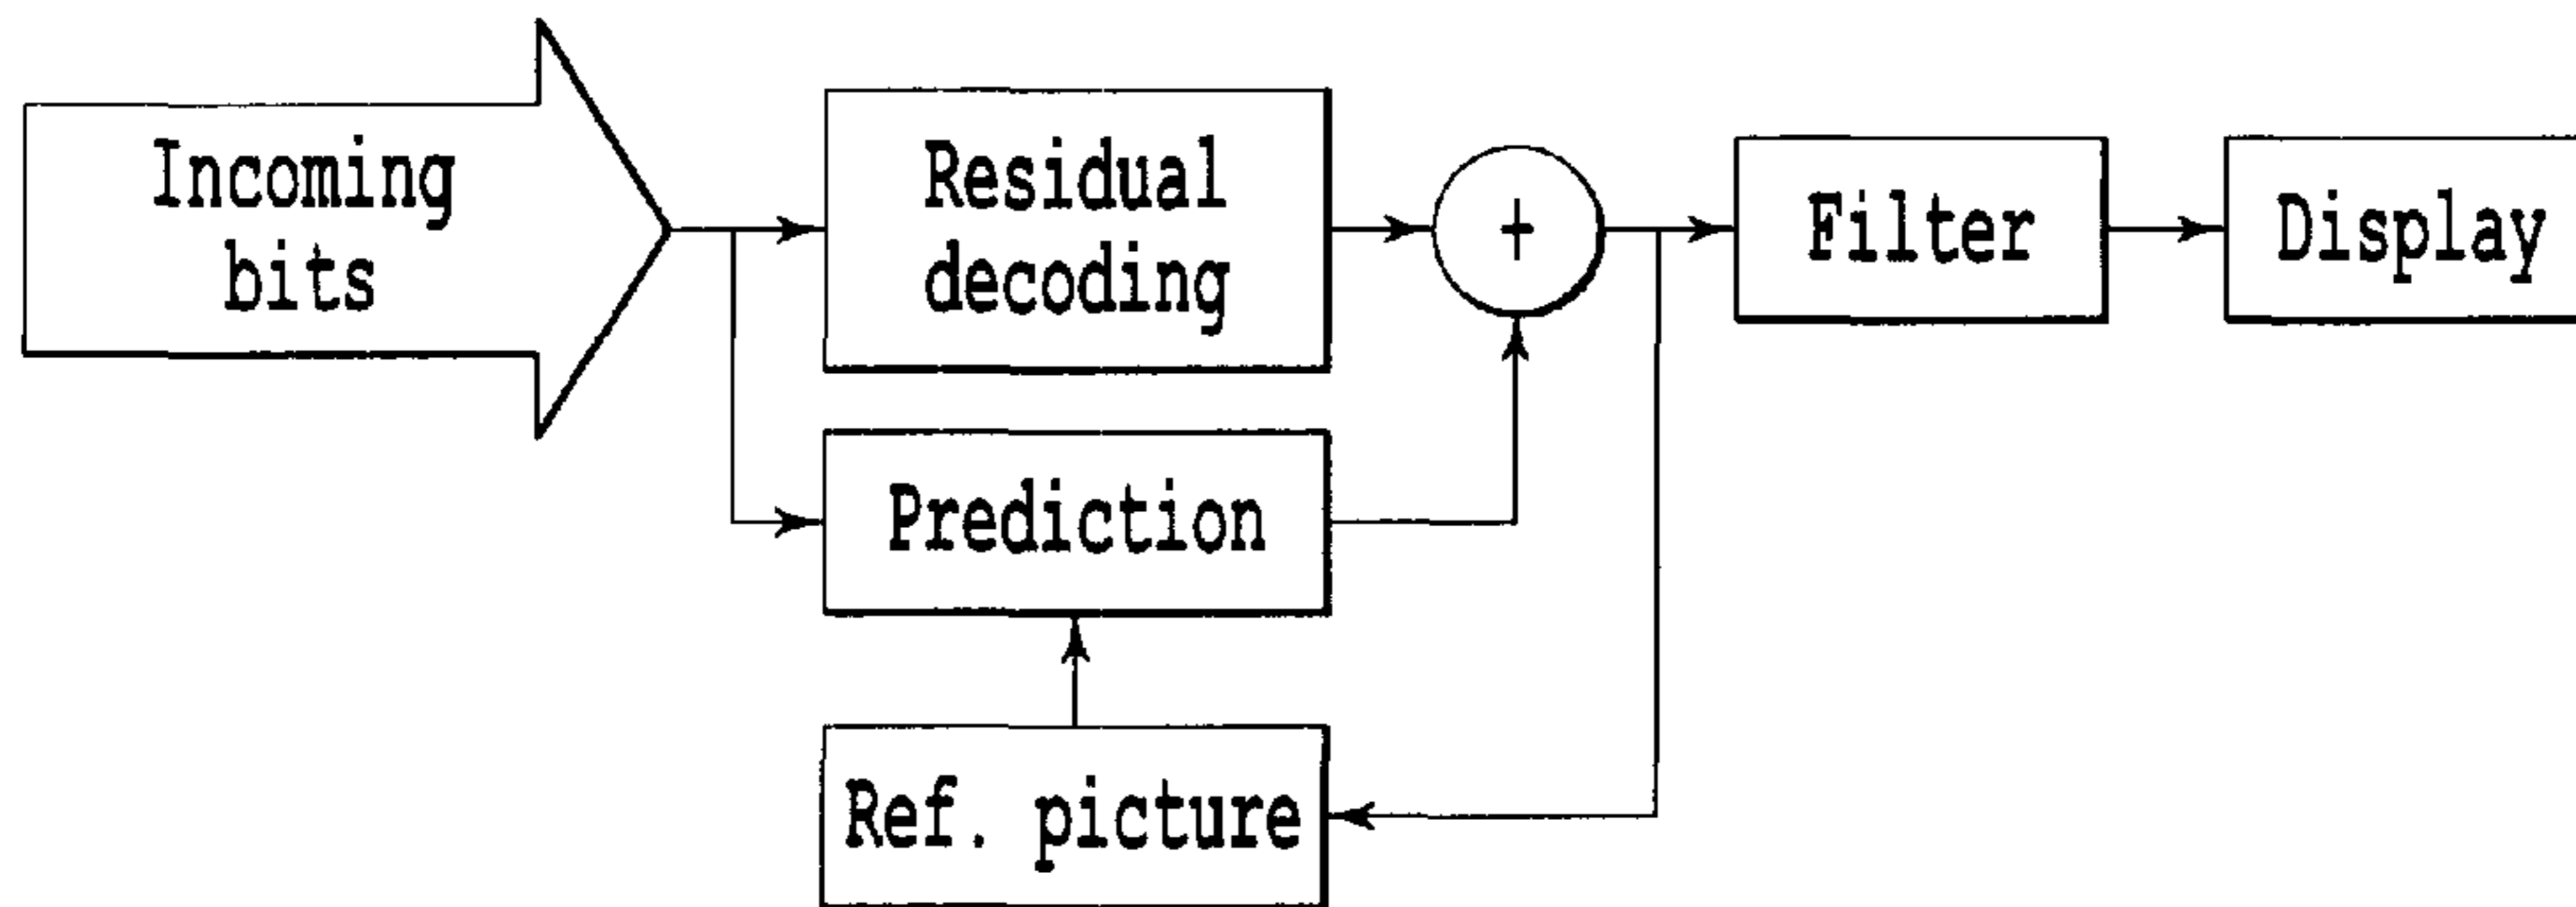 Incoming
bits
Residual
decoding
+
Filter
Display
Prediction
Ref. picture